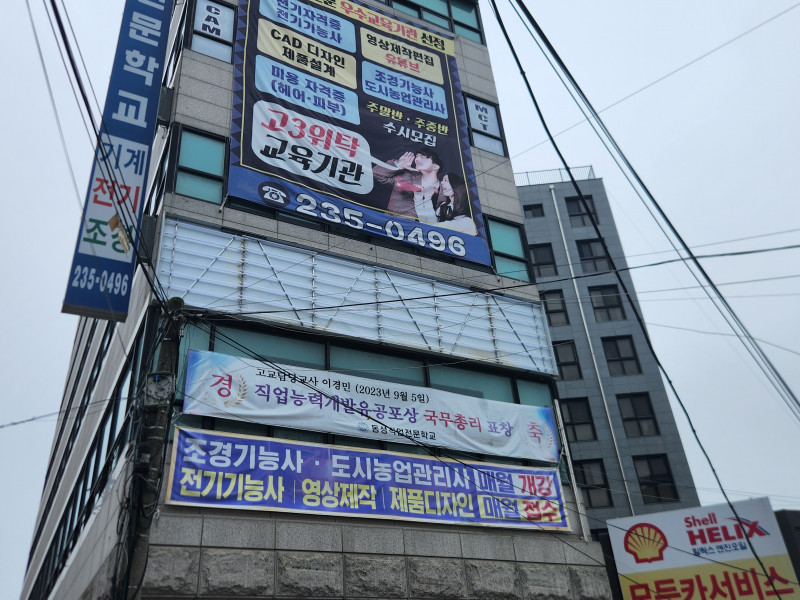 문학교
기계
전기
조경
235-0496
CAM
우수교육기관 선정
전기자격증
전기기능사
CAD 디자인
제품설계
영상제작편집
유튜브
미용 자격증
(헤어·피부)
조경기능사
도시농업관리사
주말반·주중반
수시모집
고3위탁
교육기관
☎ 235-0496
MCT
경
고교담당교사 이경민 (2023년 9월 5일)
직업능력개발유공포상 국무총리 표창
동성직업전문학교
축
조경기능사·도시농업관리사 매월 개강
전기기능사|영상제작|제품디자인 매월 접수
Shell
HELIX
힐릭스 엔진오일
모든카서비스